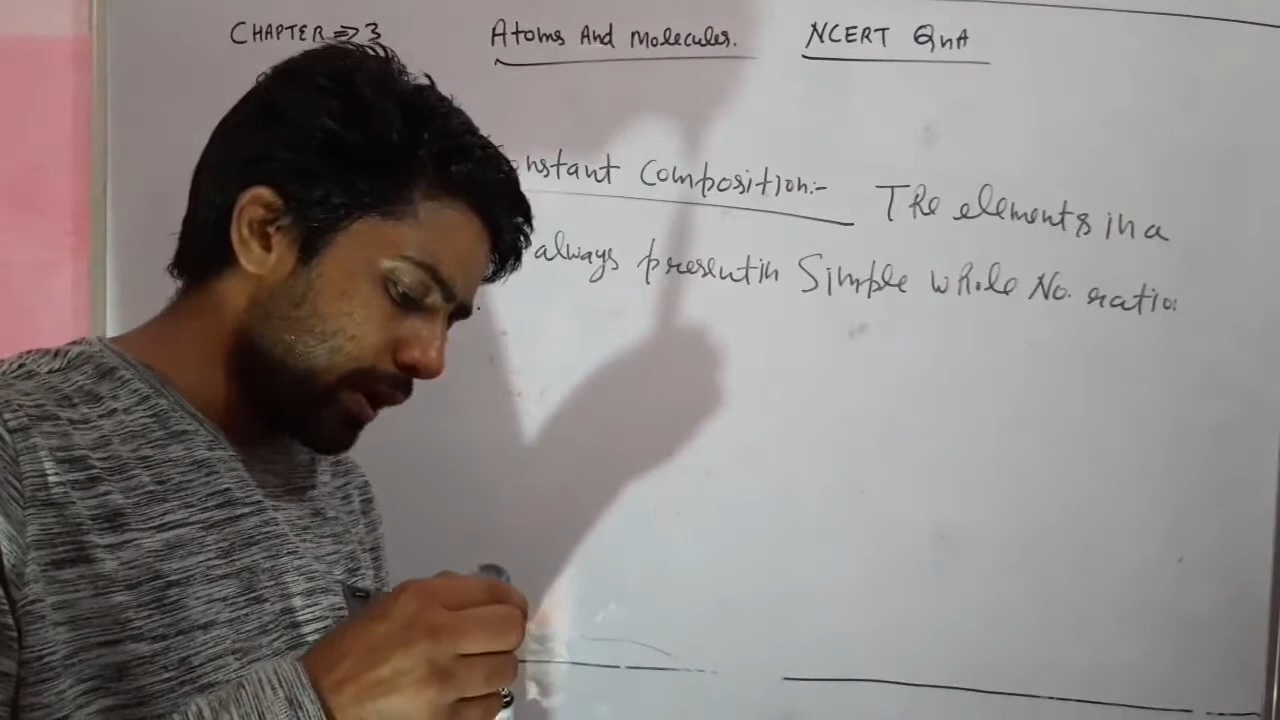 CHAPTER ⇒ 3 Atoms And Molecules. NCERT QnA
nstant Composition:- The elements in a
always present in Simple whole No. ratio.